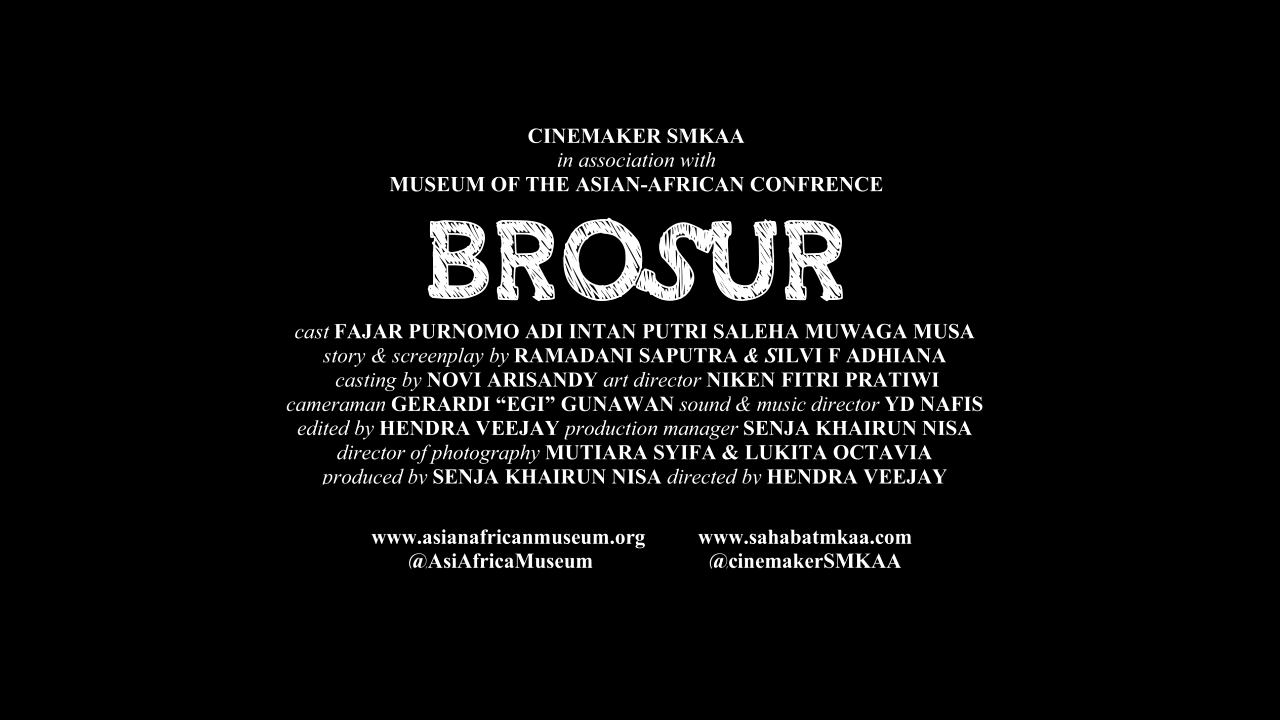 CINEMAKER SMKAA
in association with
MUSEUM OF THE ASIAN-AFRICAN CONFRENCE
BROSUR
cast FAJAR PURNOMO ADI INTAN PUTRI SALEHA MUWAGA MUSA
story & screenplay by RAMADANI SAPUTRA & SILVI F ADHIANA
casting by NOVI ARISANDY art director NIKEN FITRI PRATIWI
cameraman GERARDI “EGI” GUNAWAN sound & music director YD NAFIS
edited by HENDRA VEEJAY production manager SENJA KHAIRUN NISA
director of photography MUTIARA SYIFA & LUKITA OCTAVIA
produced by SENJA KHAIRUN NISA directed by HENDRA VEEJAY
www.asianafricanmuseum.org www.sahabatmkaa.com
@AsiAfricaMuseum @cinemakerSMKAA